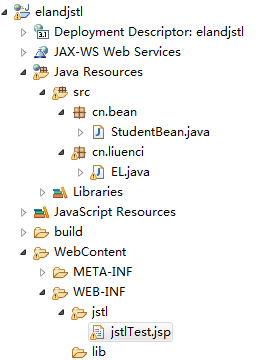 elandjstl
Deployment Descriptor: elandjstl
JAX-WS Web Services
Java Resources
src
cn.bean
StudentBean.java
cn.liuenci
EL.java
Libraries
JavaScript Resources
build
WebContent
META-INF
WEB-INF
jstl
jstlTest.jsp
lib